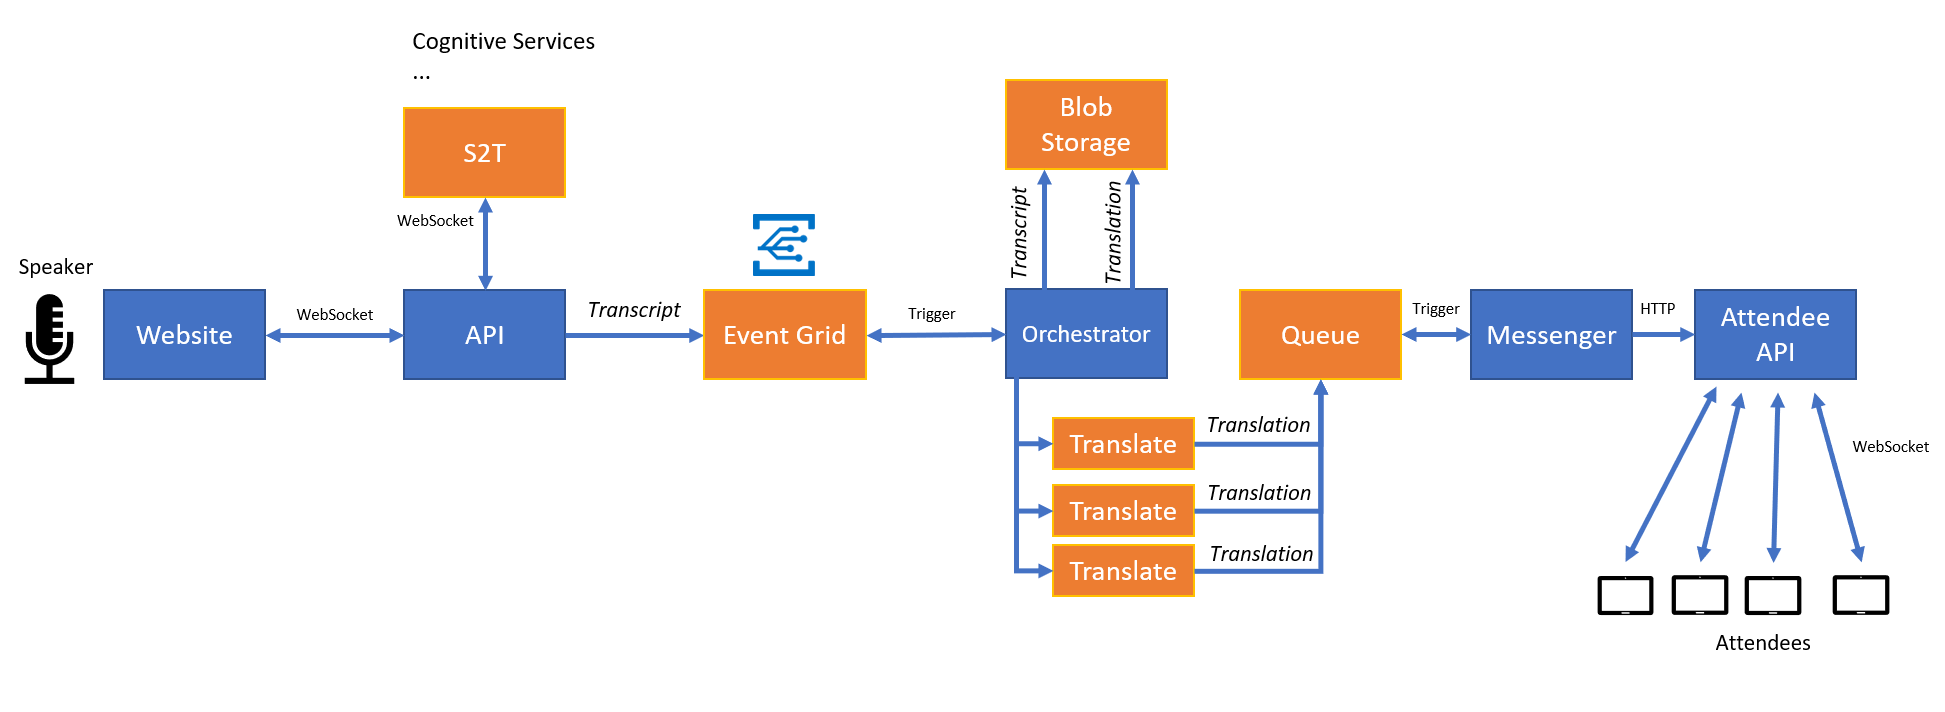 Cognitive Services
...
S2T
WebSocket
Speaker
Website
WebSocket
API
Transcript
Event Grid
Trigger
Blob
Storage
Transcript
Translation
Orchestrator
Translate
Translate
Translate
Translation
Translation
Translation
Queue
Trigger
Messenger
HTTP
Attendee
API
WebSocket
Attendees